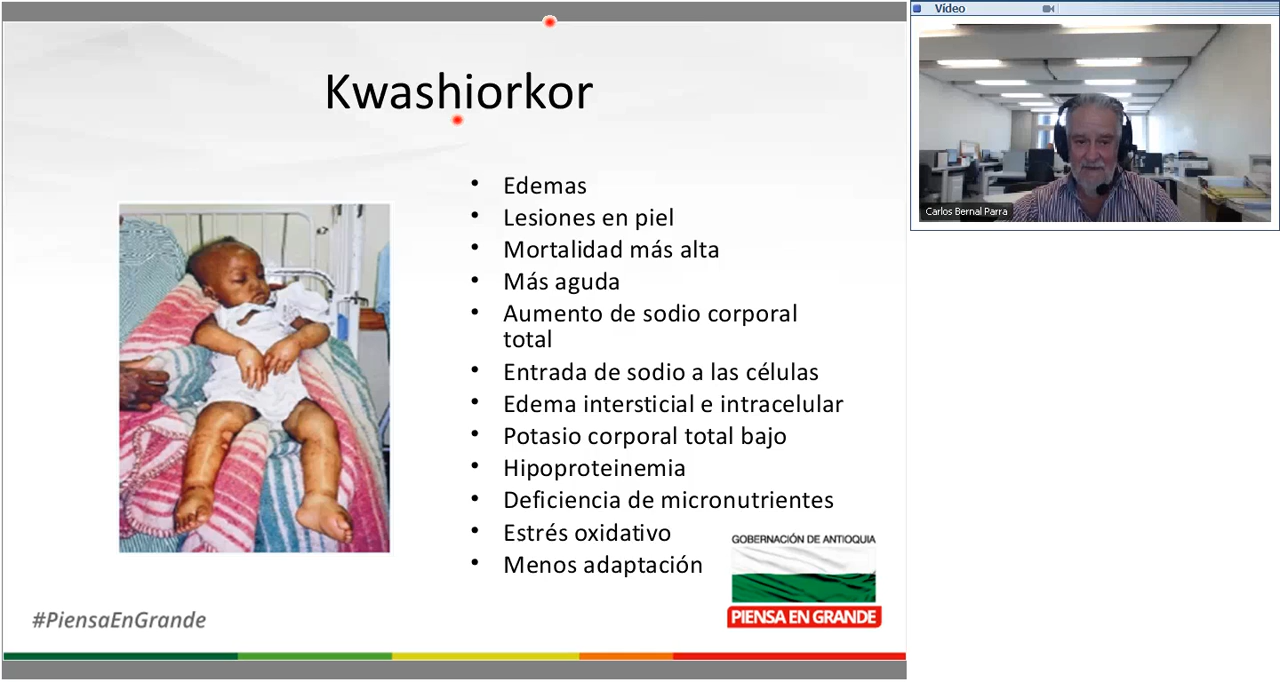 Vídeo
Kwashiorkor
Carlos Bernal Parra
• Edemas
• Lesiones en piel
• Mortalidad más alta
• Más aguda
• Aumento de sodio corporal
total
• Entrada de sodio a las células
• Edema intersticial e intracelular
• Potasio corporal total bajo
• Hipoproteinemia
• Deficiencia de micronutrientes
• Estrés oxidativo
• Menos adaptación
GOBERNACIÓN DE ANTIOQUIA
PIENSA EN GRANDE
#PiensaEnGrande